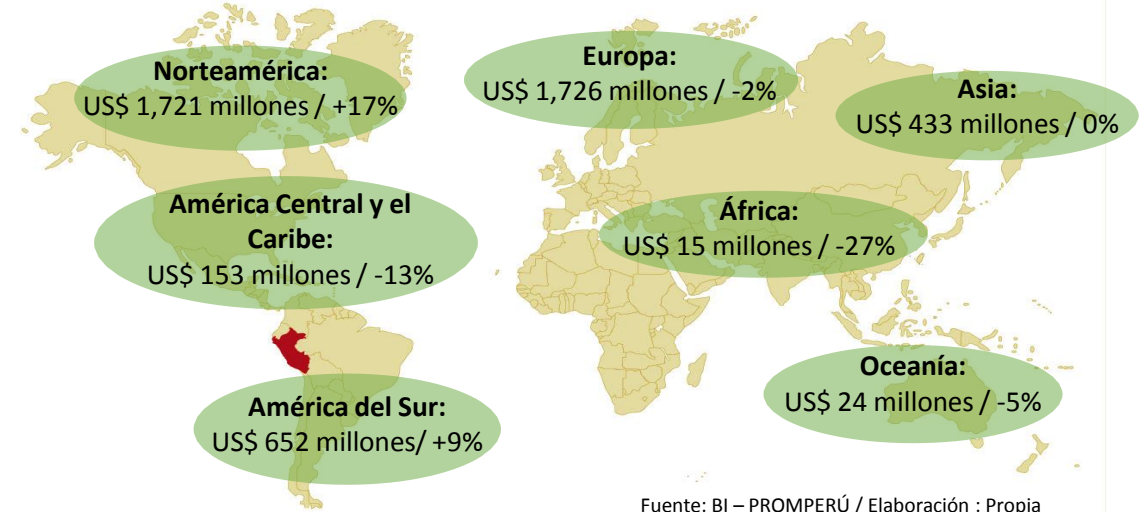 Norteamérica:
US$ 1,721 millones / +17%
Europa:
US$ 1,726 millones / -2%
Asia:
US$ 433 millones / 0%
América Central y el
Caribe:
US$ 153 millones / -13%
África:
US$ 15 millones / -27%
América del Sur:
US$ 652 millones/ +9%
Oceanía:
US$ 24 millones / -5%
Fuente: BI – PROMPERÚ / Elaboración : Propia